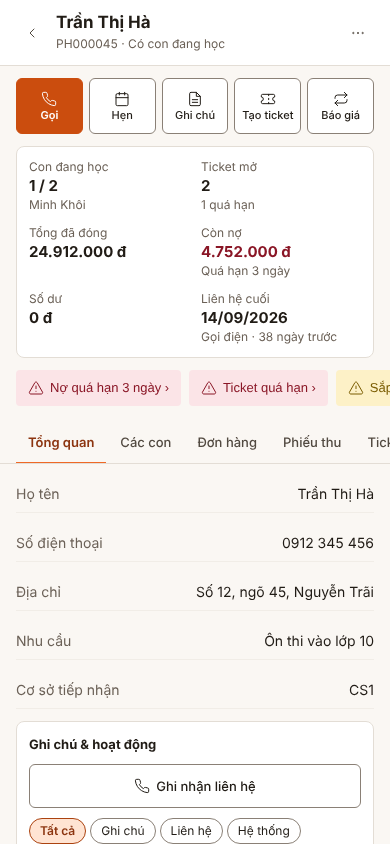 Trần Thị Hà
PH000045 · Có con đang học
Gọi
Hẹn
Ghi chú
Tạo ticket
Báo giá
Con đang học
1 / 2
Minh Khôi
Ticket mở
2
1 quá hạn
Tổng đã đóng
24.912.000 đ
Còn nợ
4.752.000 đ
Quá hạn 3 ngày
Số dư
0 đ
Liên hệ cuối
14/09/2026
Gọi điện · 38 ngày trước
Nợ quá hạn 3 ngày ›
Ticket quá hạn ›
Sắp
Tổng quan
Các con
Đơn hàng
Phiếu thu
Tick
Họ tên
Trần Thị Hà
Số điện thoại
0912 345 456
Địa chỉ
Số 12, ngõ 45, Nguyễn Trãi
Nhu cầu
Ôn thi vào lớp 10
Cơ sở tiếp nhận
CS1
Ghi chú & hoạt động
Ghi nhận liên hệ
Tất cả
Ghi chú
Liên hệ
Hệ thống